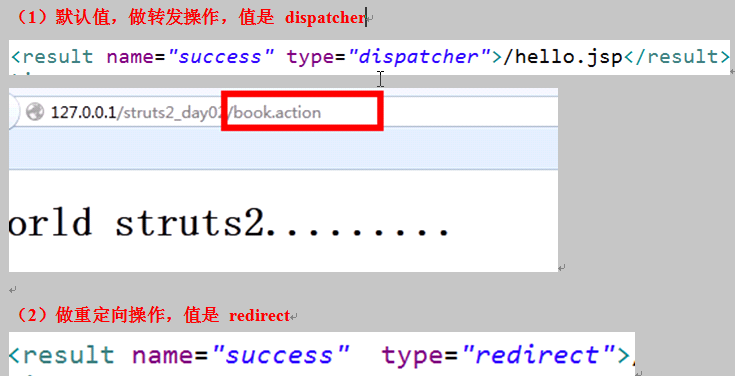 （1）默认值，做转发操作，值是 dispatcher
<result name="success" type="dispatcher">/hello.jsp</result>
127.0.0.1/struts2_day02/book.action
orld struts2.........
（2）做重定向操作，值是 redirect
<result name="success"  type="redirect">